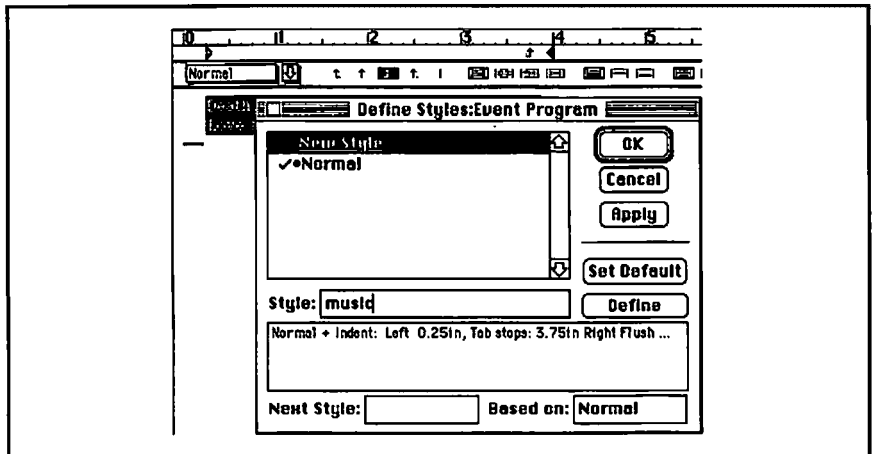 0 1 2 3 4 5
Normal
Define Styles:Event Program
New Style
✓•Normal
OK
Cancel
Apply
Set Default
Style: music
Define
Normal + Indent: Left 0.25in, Tab stops: 3.75in Right Flush ...
Next Style:
Based on: Normal